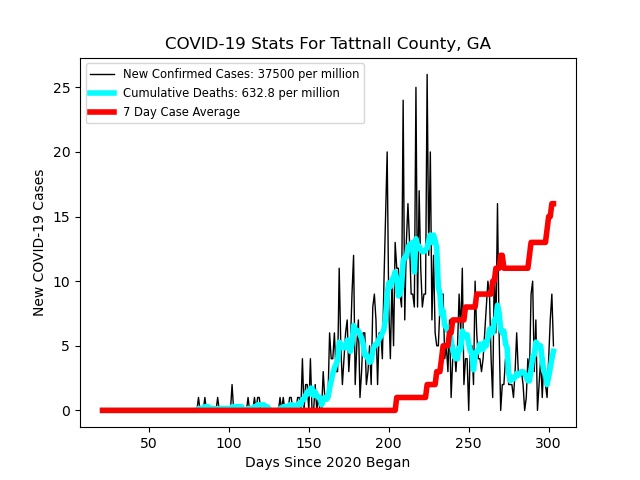 COVID-19 Stats For Tattnall County, GA
New Confirmed Cases: 37500 per million
Cumulative Deaths: 632.8 per million
7 Day Case Average
25
20
15
10
5
0
New COVID-19 Cases
50 100 150 200 250 300
Days Since 2020 Began